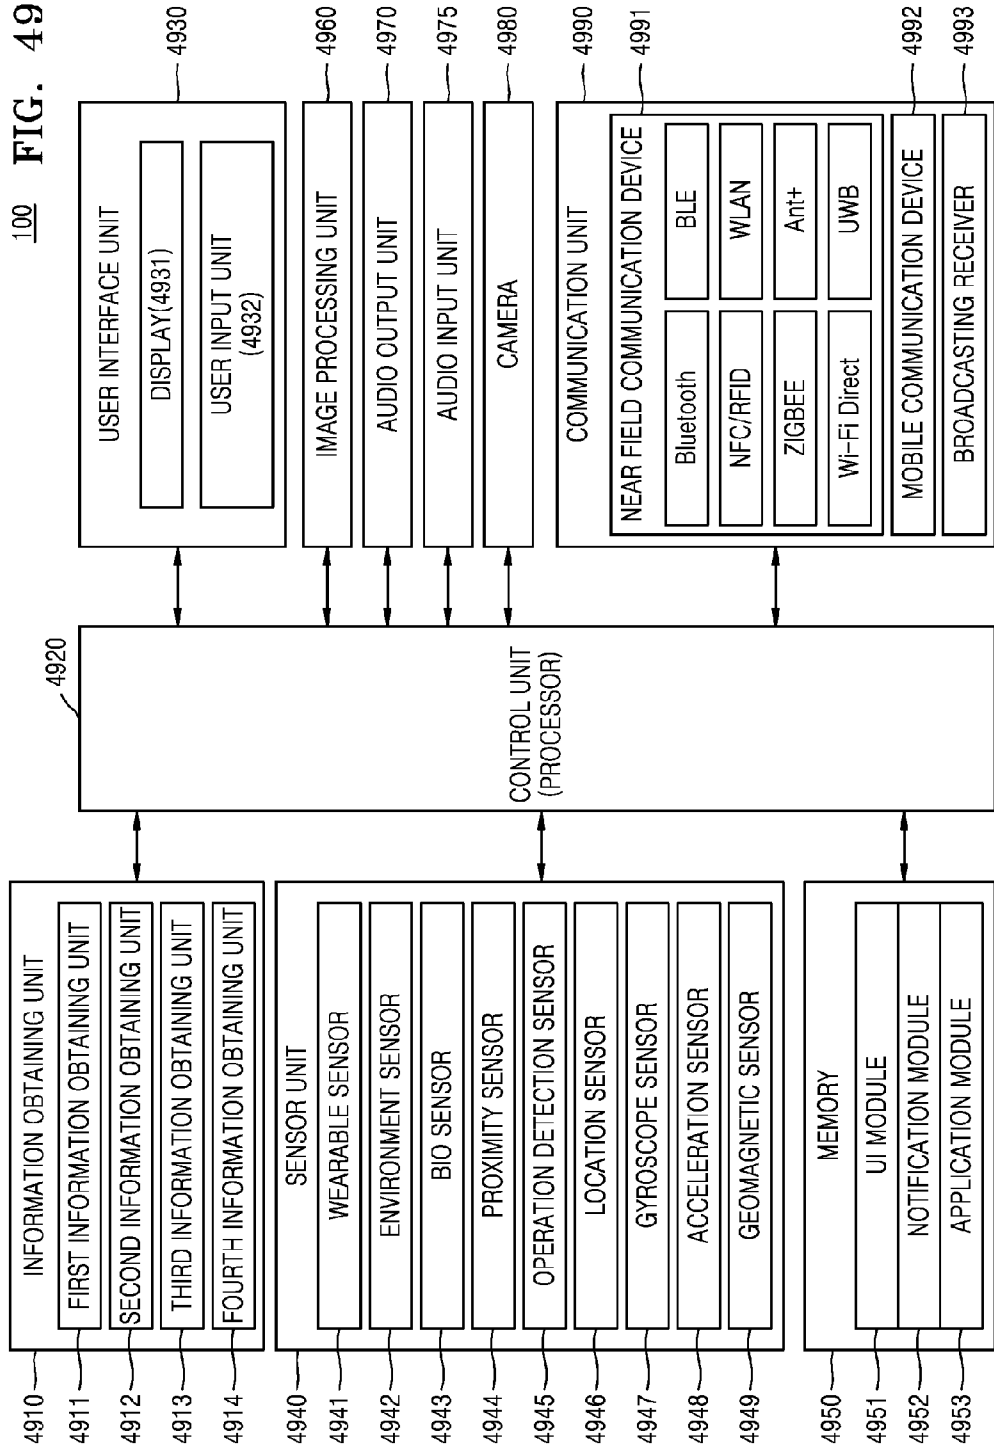 100 FIG. 49
INFORMATION OBTAINING UNIT
4910
FIRST INFORMATION OBTAINING UNIT
4911
SECOND INFORMATION OBTAINING UNIT
4912
THIRD INFORMATION OBTAINING UNIT
4913
FOURTH INFORMATION OBTAINING UNIT
4914
SENSOR UNIT
4940
WEARABLE SENSOR
4941
ENVIRONMENT SENSOR
4942
BIO SENSOR
4943
PROXIMITY SENSOR
4944
OPERATION DETECTION SENSOR
4945
LOCATION SENSOR
4946
GYROSCOPE SENSOR
4947
ACCELERATION SENSOR
4948
GEOMAGNETIC SENSOR
4949
MEMORY
4950
UI MODULE
4951
NOTIFICATION MODULE
4952
APPLICATION MODULE
4953
4920
CONTROL UNIT
(PROCESSOR)
USER INTERFACE UNIT
4930
DISPLAY(4931)
USER INPUT UNIT
(4932)
IMAGE PROCESSING UNIT
4960
AUDIO OUTPUT UNIT
4970
AUDIO INPUT UNIT
4975
CAMERA
4980
COMMUNICATION UNIT
4990
NEAR FIELD COMMUNICATION DEVICE
4991
Bluetooth
BLE
NFC/RFID
WLAN
ZIGBEE
Ant+
Wi-Fi Direct
UWB
MOBILE COMMUNICATION DEVICE
4992
BROADCASTING RECEIVER
4993